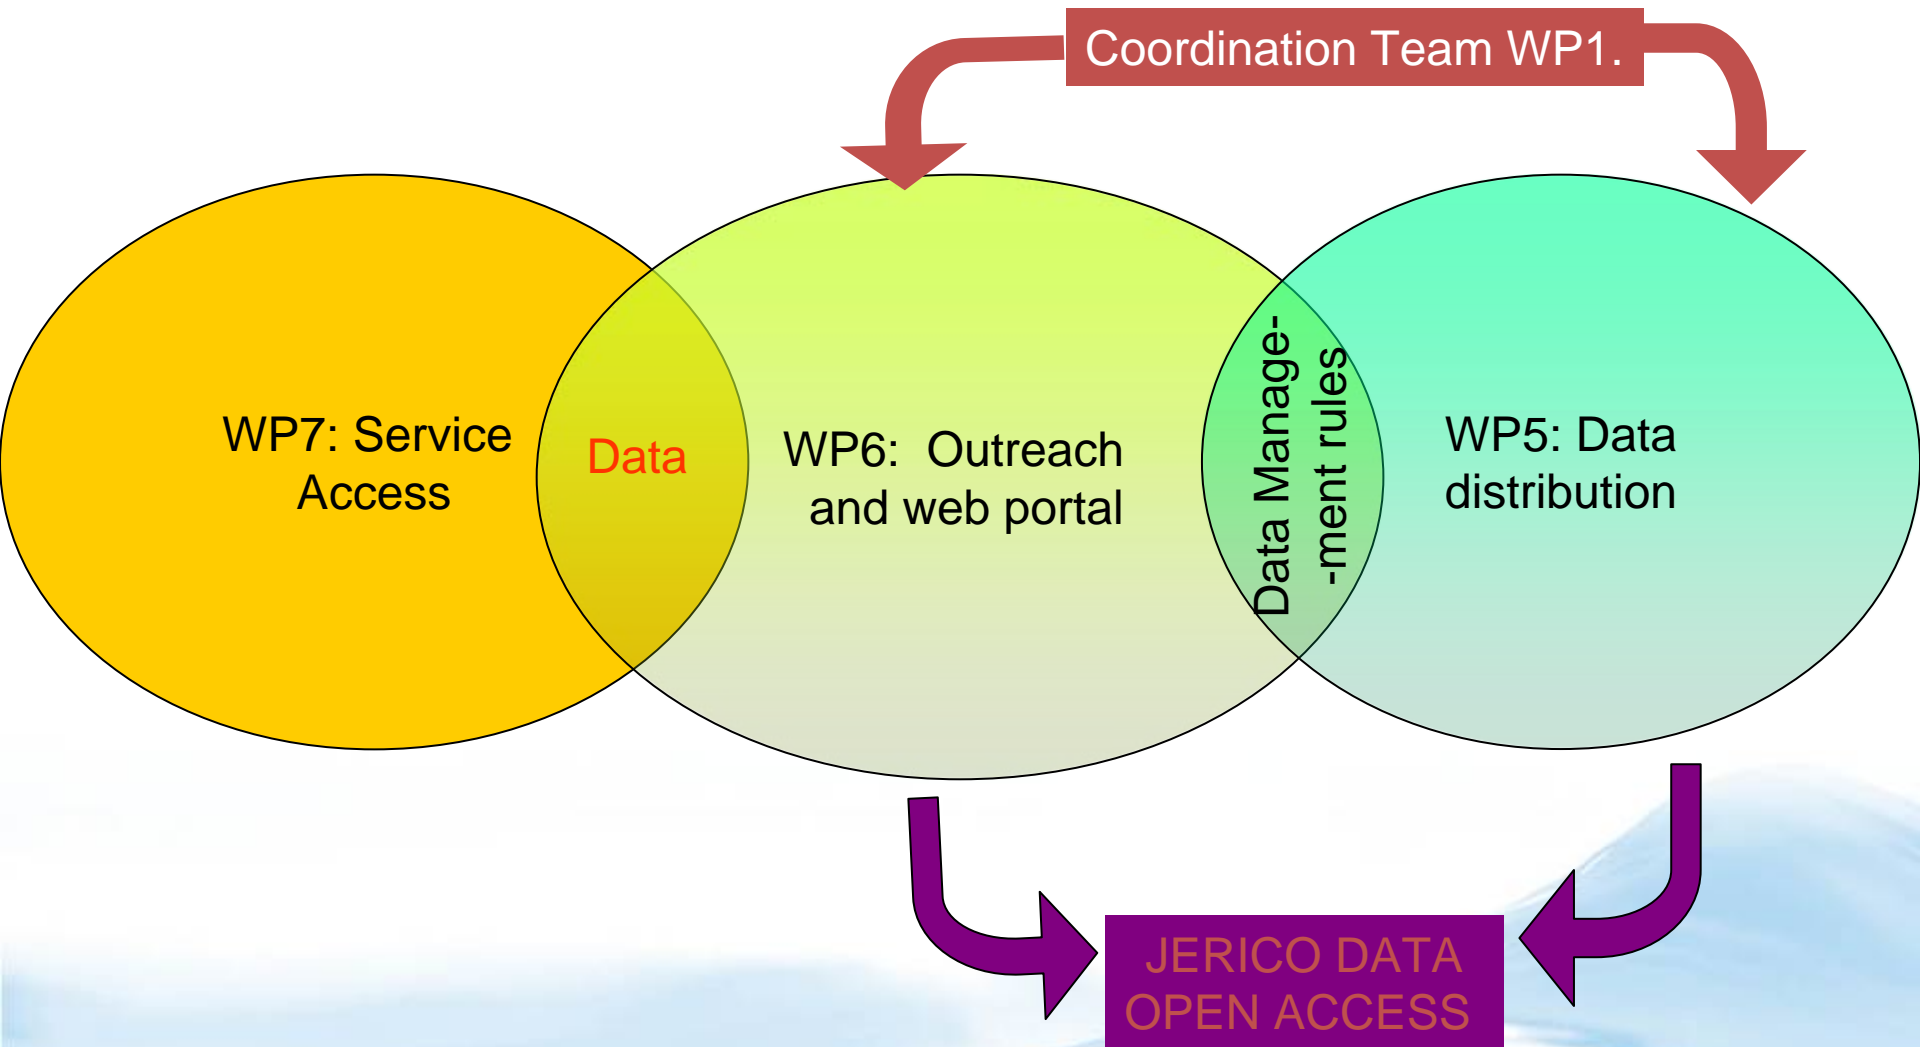 Coordination Team WP1.
WP7: Service
Access
Data
WP6:  Outreach
and web portal
Data Manage-
-ment rules
WP5: Data
distribution
JERICO DATA
OPEN ACCESS